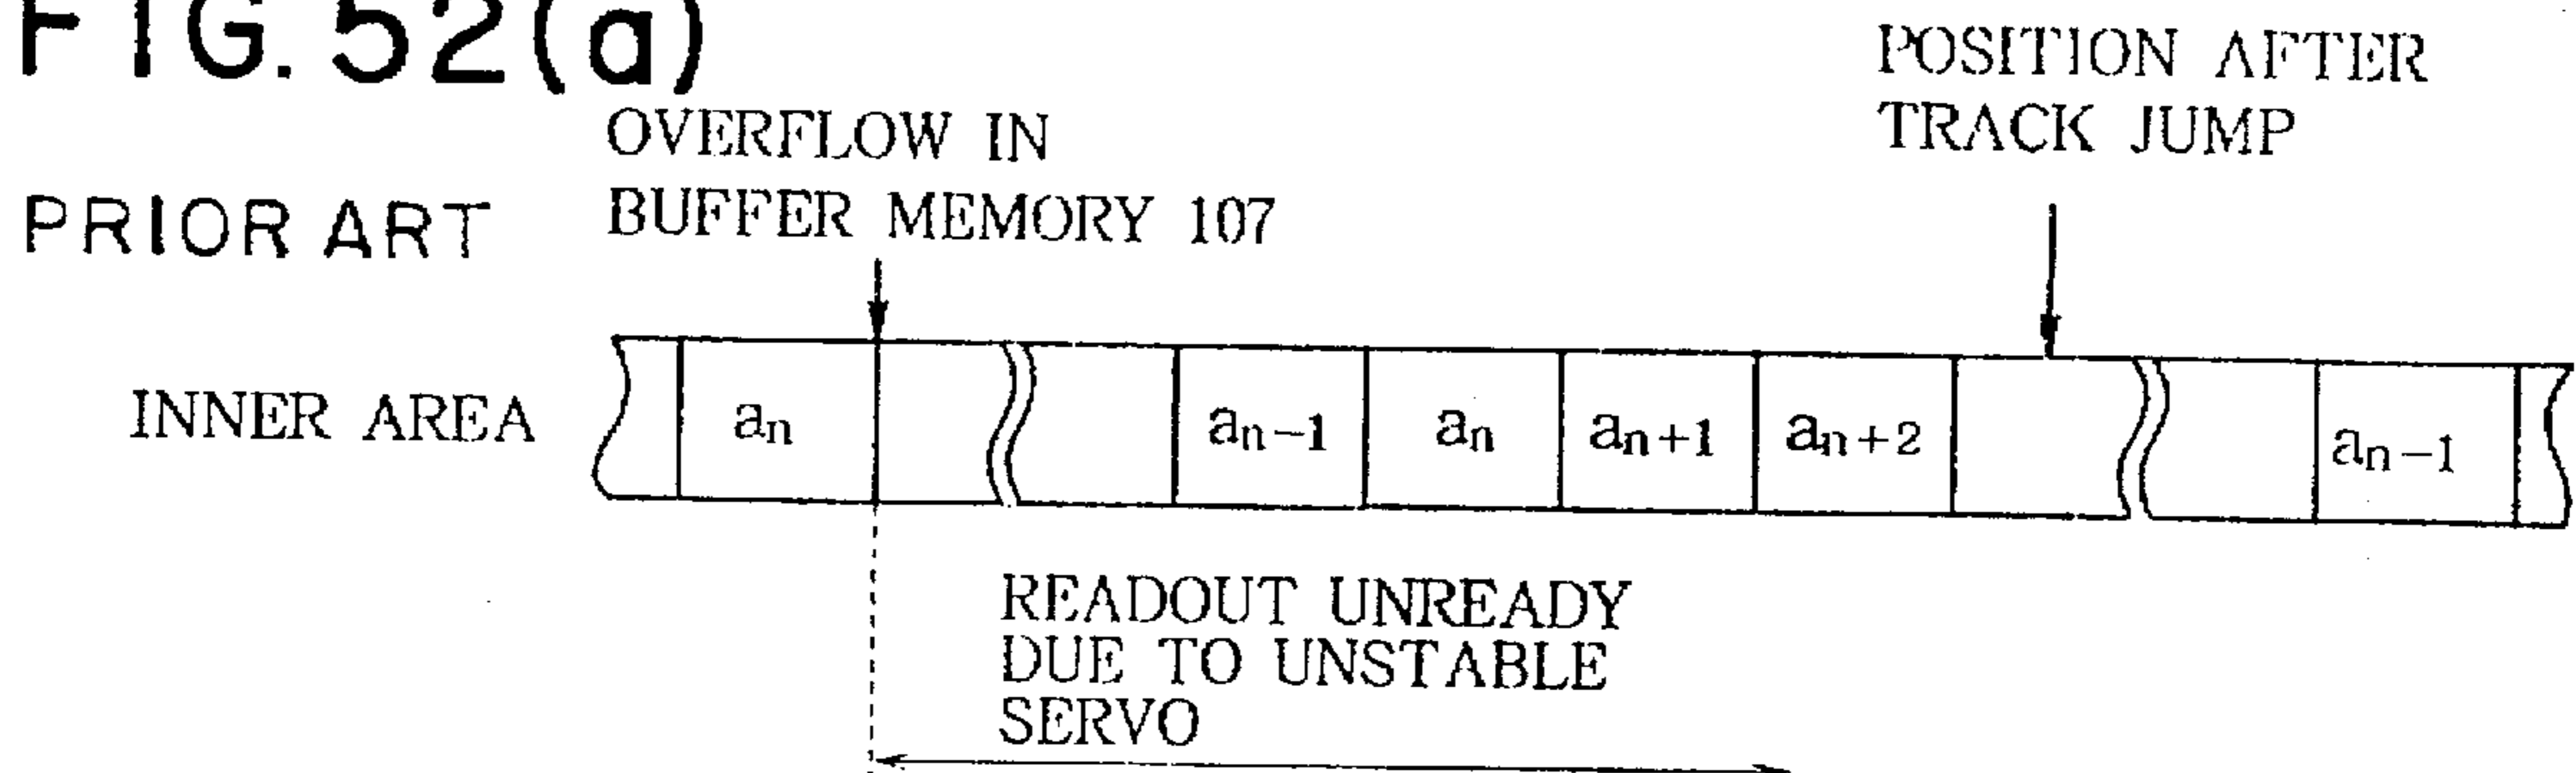 FIG. 52(a)
PRIOR ART
OVERFLOW IN
BUFFER MEMORY 107
POSITION AFTER
TRACK JUMP
INNER AREA
an an-1 an an+1 an+2 an-1
READOUT UNREADY
DUE TO UNSTABLE
SERVO